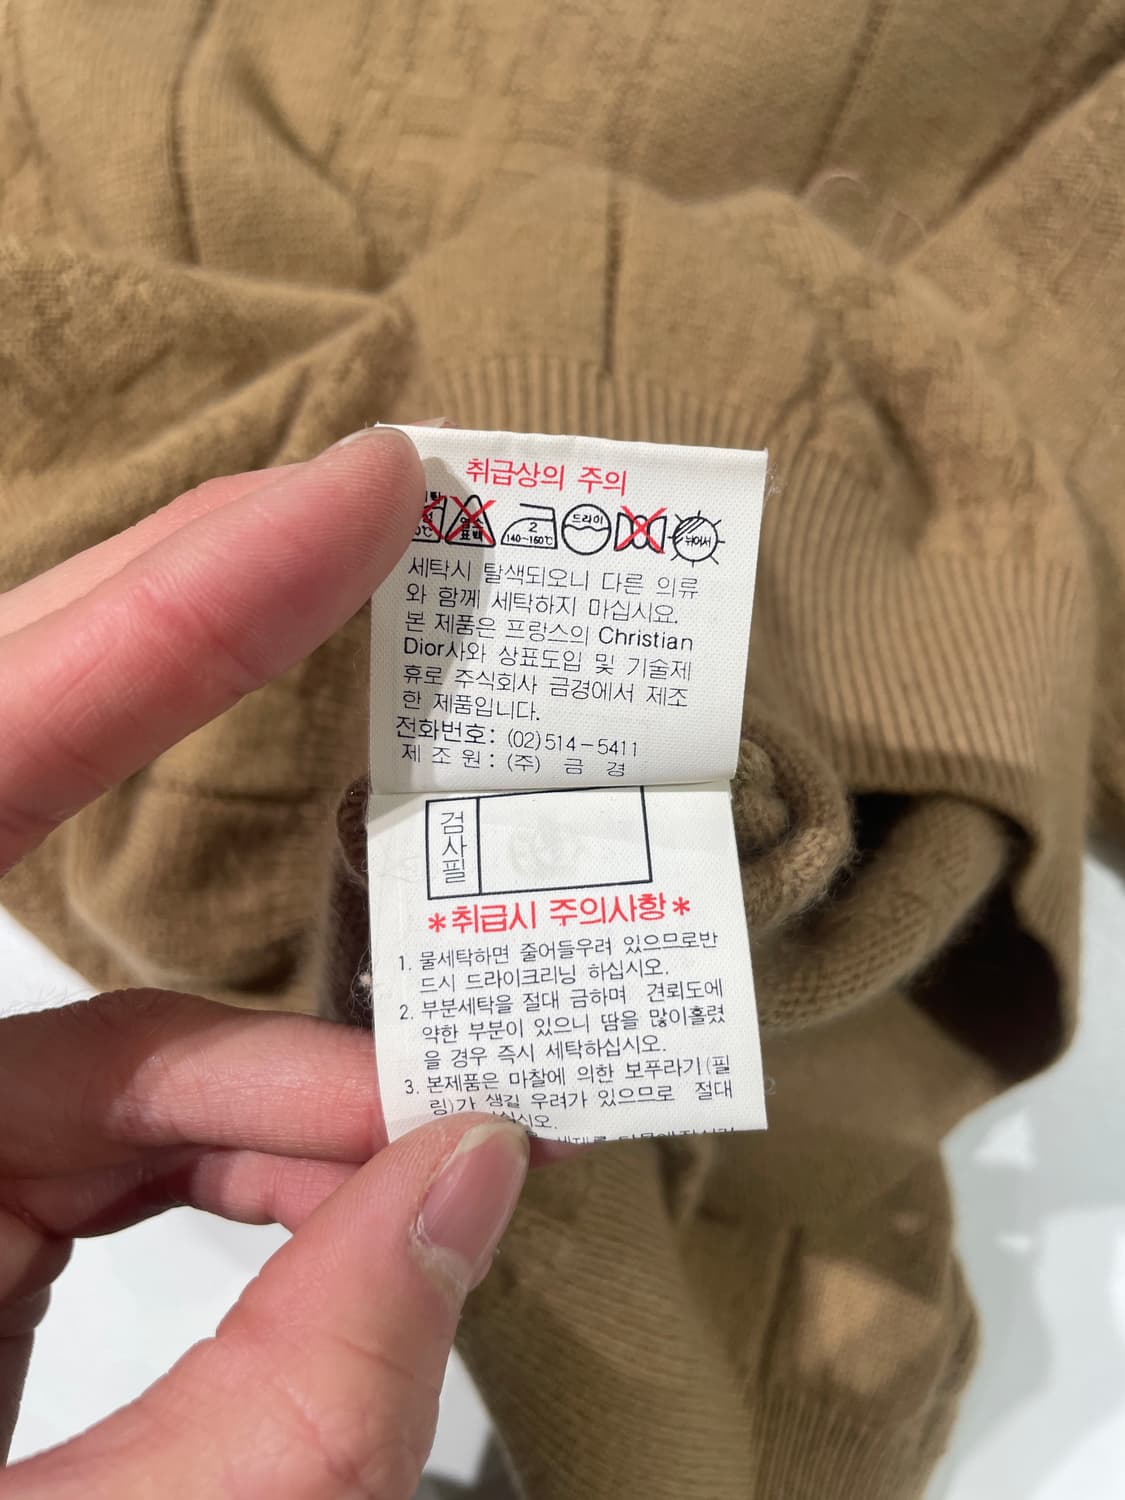 취급상의 주의
염소
표백
2
140~160℃
드라이
뉘어서
세탁시 탈색되오니 다른 의류
와 함께 세탁하지 마십시요.
본 제품은 프랑스의 Christian
Dior사와 상표도입 및 기술제
휴로 주식회사 금경에서 제조
한 제품입니다.
전화번호: (02)514-5411
제 조 원: (주) 금 경
검
사
필
*취급시 주의사항*
1. 물세탁하면 줄어들우려 있으므로반
드시 드라이크리닝 하십시오.
2. 부분세탁을 절대 금하며 견뢰도에
약한 부분이 있으니 땀을 많이흘렸
을 경우 즉시 세탁하십시오.
3. 본제품은 마찰에 의한 보푸라기(필
링)가 생길 우려가 있으므로 절대